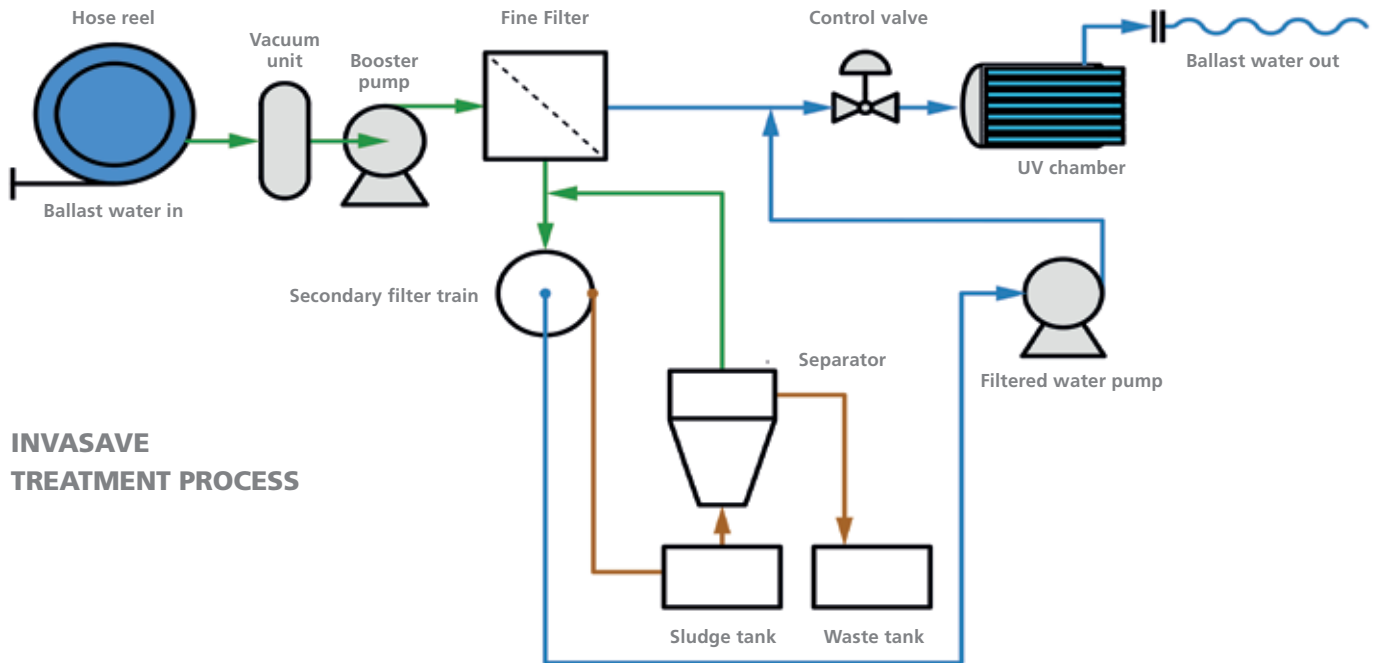 Hose reel
Vacuum
unit
Booster
pump
Fine Filter
Control valve
Ballast water out
UV chamber
Ballast water in
Secondary filter train
Separator
Filtered water pump
INVASAVE
TREATMENT PROCESS
Sludge tank
Waste tank